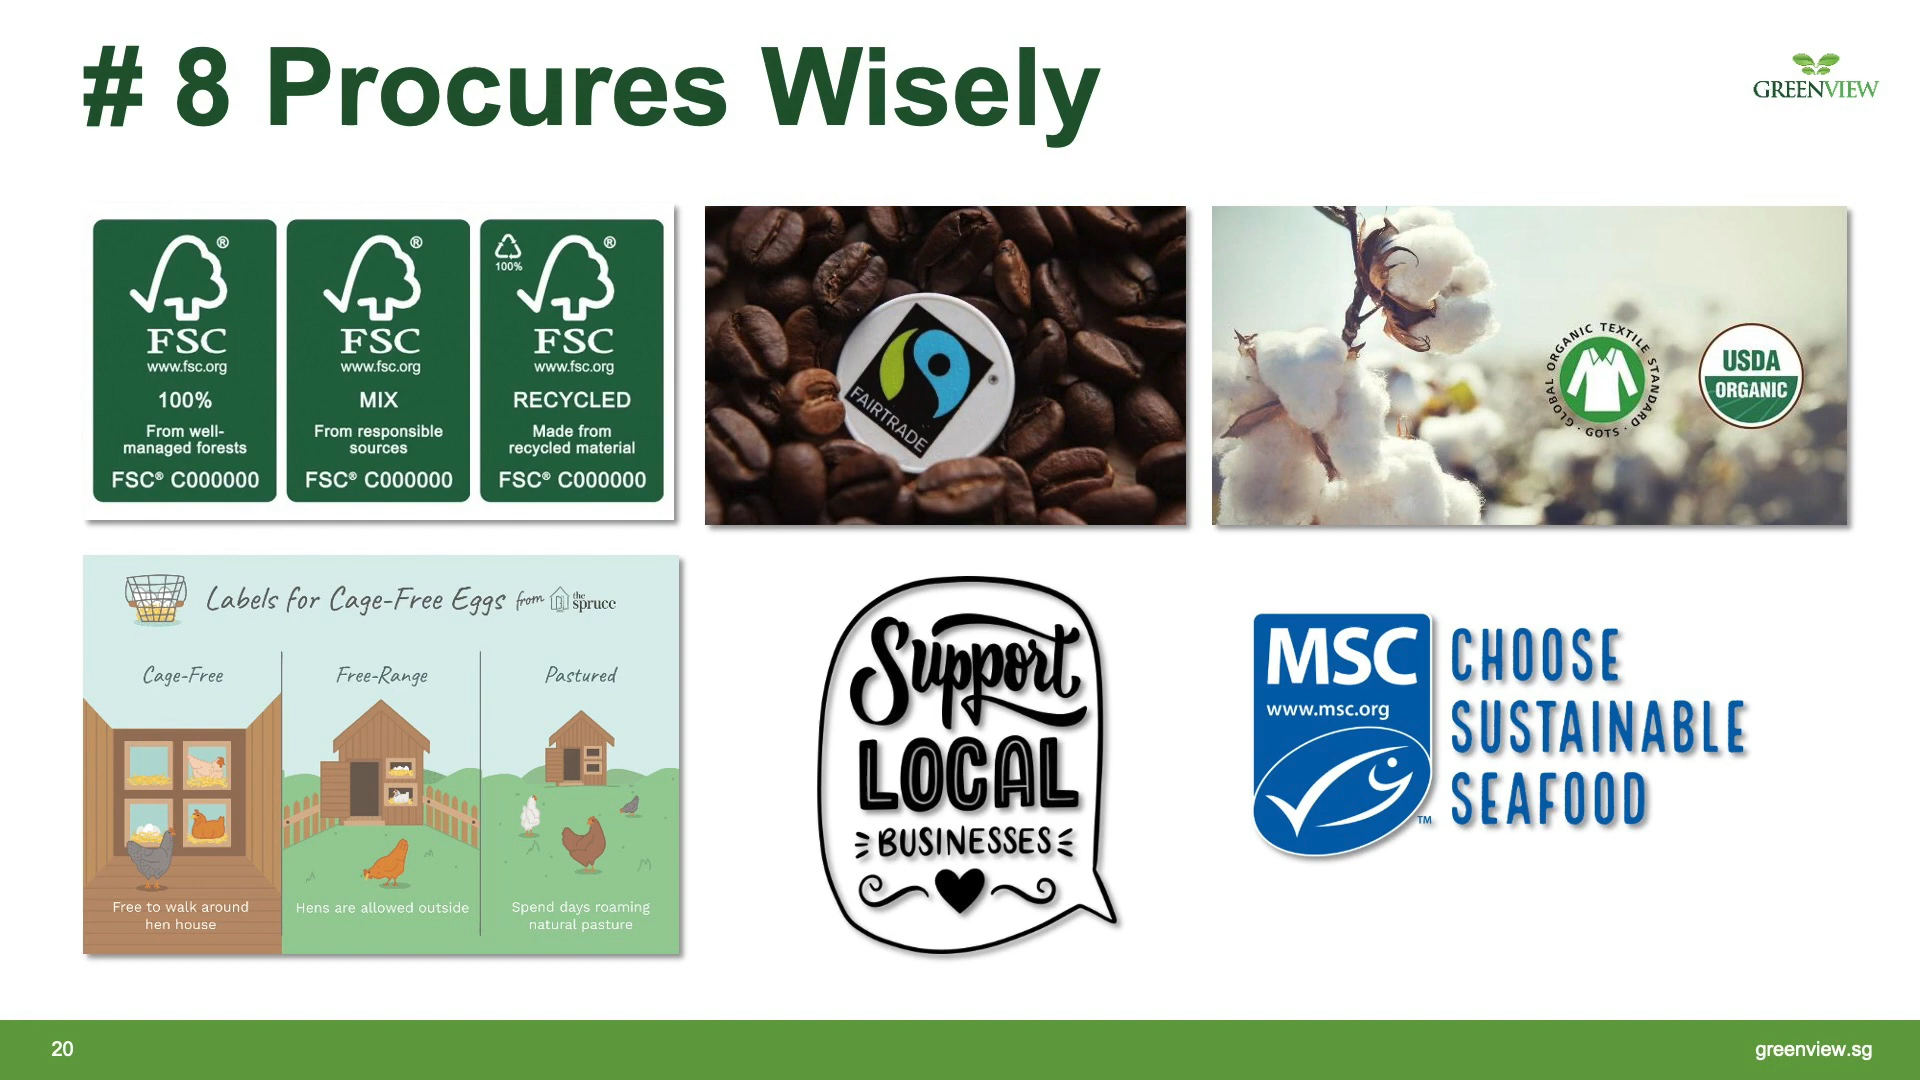 # 8 Procures Wisely
GREENVIEW
®
FSC
www.fsc.org
100%
From well-
managed forests
FSC® C000000
®
FSC
www.fsc.org
MIX
From responsible
sources
FSC® C000000
100%
®
FSC
www.fsc.org
RECYCLED
Made from
recycled material
FSC® C000000
FAIRTRADE
®
GLOBAL ORGANIC TEXTILE STANDARD
· GOTS ·
USDA
ORGANIC
Labels for Cage-Free Eggs from the spruce
Cage-Free
Free to walk around
hen house
Free-Range
Hens are allowed outside
Pastured
Spend days roaming
natural pasture
Support
LOCAL
BUSINESSES
MSC
www.msc.org
TM
CHOOSE
SUSTAINABLE
SEAFOOD
20
greenview.sg